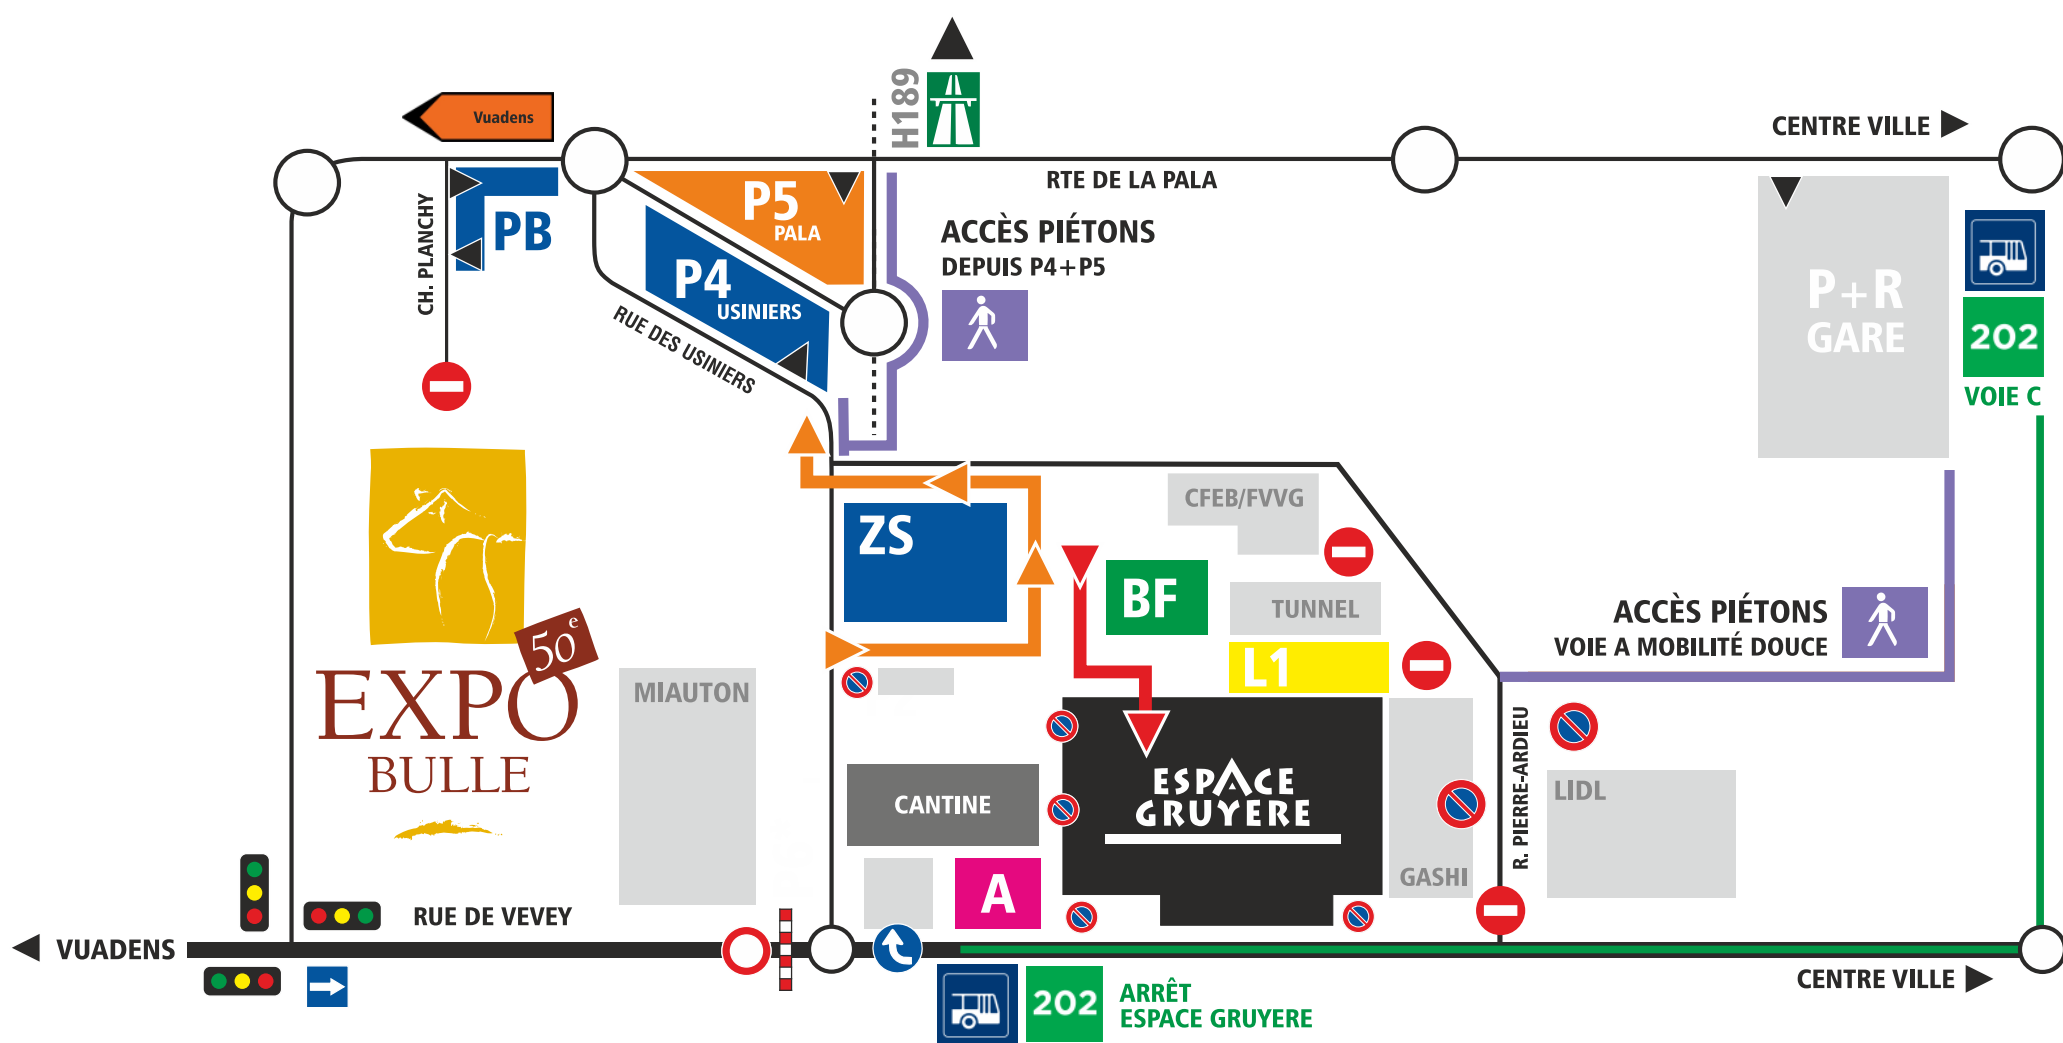 H189
Vuadens
CENTRE VILLE
RTE DE LA PALA
P5
PALA
PB
CH. PLANCHY
P4
USINIERS
RUE DES USINIERS
ACCÈS PIÉTONS
DEPUIS P4+P5
P+R
GARE
202
VOIE C
ZS
CFEB/FVVG
BF
TUNNEL
L1
ACCÈS PIÉTONS
VOIE A MOBILITÉ DOUCE
50e
EXPO
BULLE
MIAUTON
CANTINE
ESPACE
GRUYERE
R. PIERRE-ARDIEU
LIDL
GASHI
A
RUE DE VEVEY
VUADENS
CENTRE VILLE
202
ARRÊT
ESPACE GRUYERE